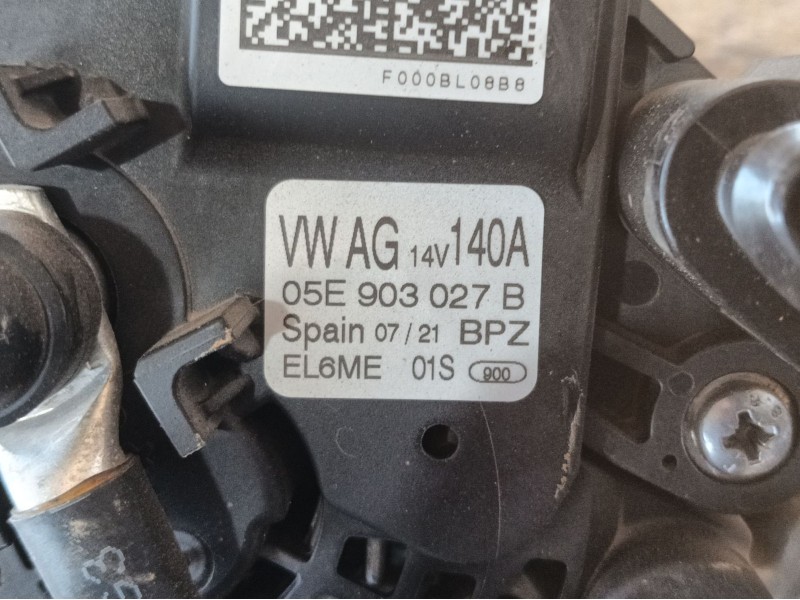 F000BL08B8
VW AG 14V 140A
05E 903 027 B
Spain 07/21 BPZ
EL6ME 01S 900